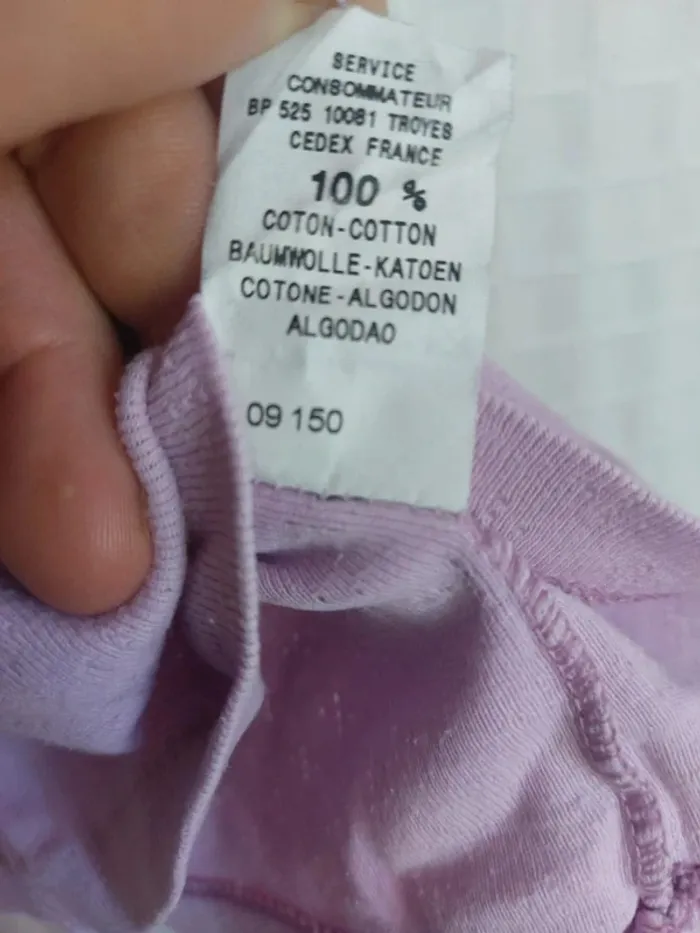 SERVICE
CONSOMMATEUR
BP 525 10081 TROYES
CEDEX FRANCE
100 %
COTON-COTTON
BAUMWOLLE-KATOEN
COTONE-ALGODON
ALGODAO
09 150